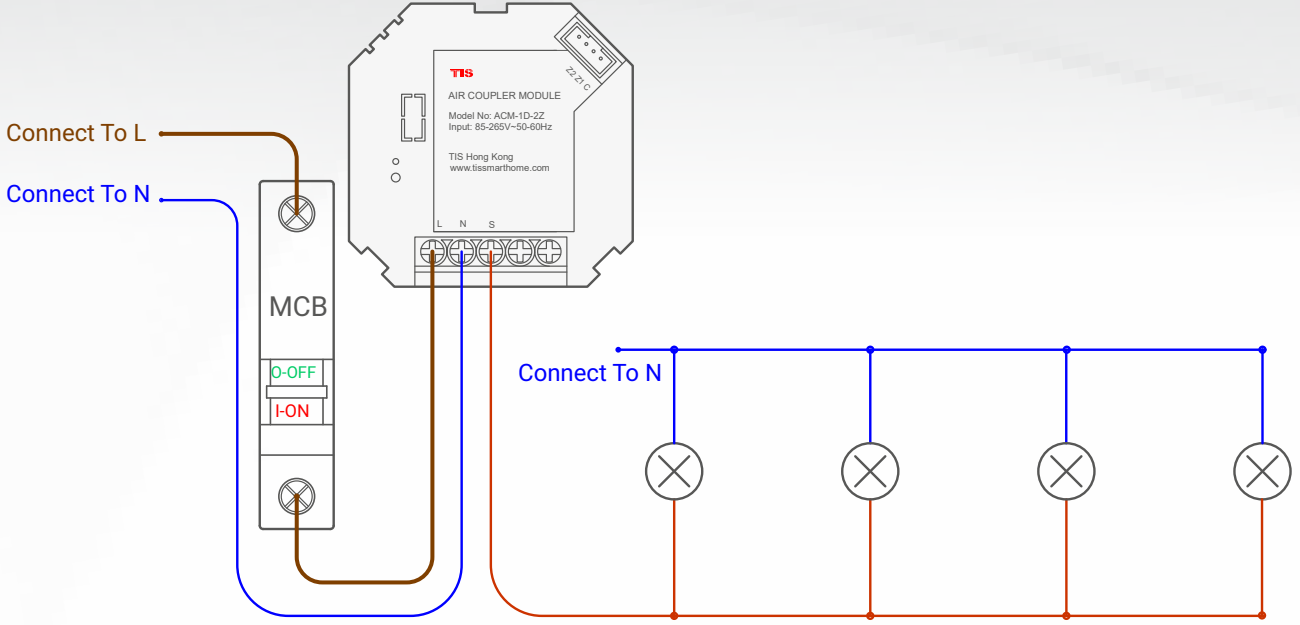 TIS
Z2 Z1 C
AIR COUPLER MODULE
Model No: ACM-1D-2Z
Input: 85-265V~50-60Hz
TIS Hong Kong
www.tissmarthome.com
L N S
Connect To L
Connect To N
MCB
O-OFF
I-ON
Connect To N